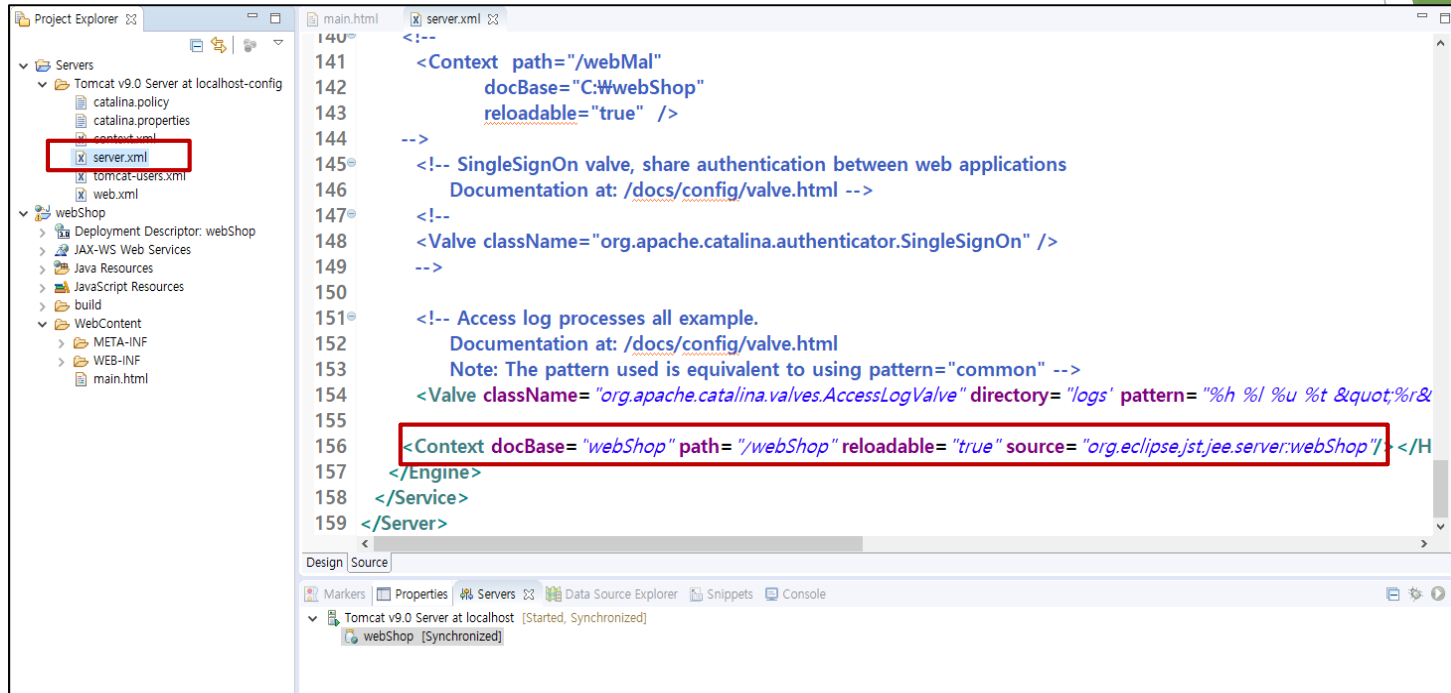 Project Explorer
Servers
Tomcat v9.0 Server at localhost-config
catalina.policy
catalina.properties
context.xml
server.xml
tomcat-users.xml
web.xml
webShop
Deployment Descriptor: webShop
JAX-WS Web Services
Java Resources
JavaScript Resources
build
WebContent
META-INF
WEB-INF
main.html
main.html server.xml
140 <!--
141 <Context path="/webMal"
142 docBase="C:₩webShop"
143 reloadable="true" />
144 -->
145 <!-- SingleSignOn valve, share authentication between web applications
146 Documentation at: /docs/config/valve.html -->
147 <!--
148 <Valve className="org.apache.catalina.authenticator.SingleSignOn" />
149 -->
150
151 <!-- Access log processes all example.
152 Documentation at: /docs/config/valve.html
153 Note: The pattern used is equivalent to using pattern="common" -->
154 <Valve className="org.apache.catalina.valves.AccessLogValve" directory="logs" pattern="%h %l %u %t &quot;%r&
155
156 <Context docBase="webShop" path="/webShop" reloadable="true" source="org.eclipse.jst.jee.server:webShop"/></H
157 </Engine>
158 </Service>
159 </Server>
Design Source
Markers Properties Servers Data Source Explorer Snippets Console
Tomcat v9.0 Server at localhost [Started, Synchronized]
webShop [Synchronized]